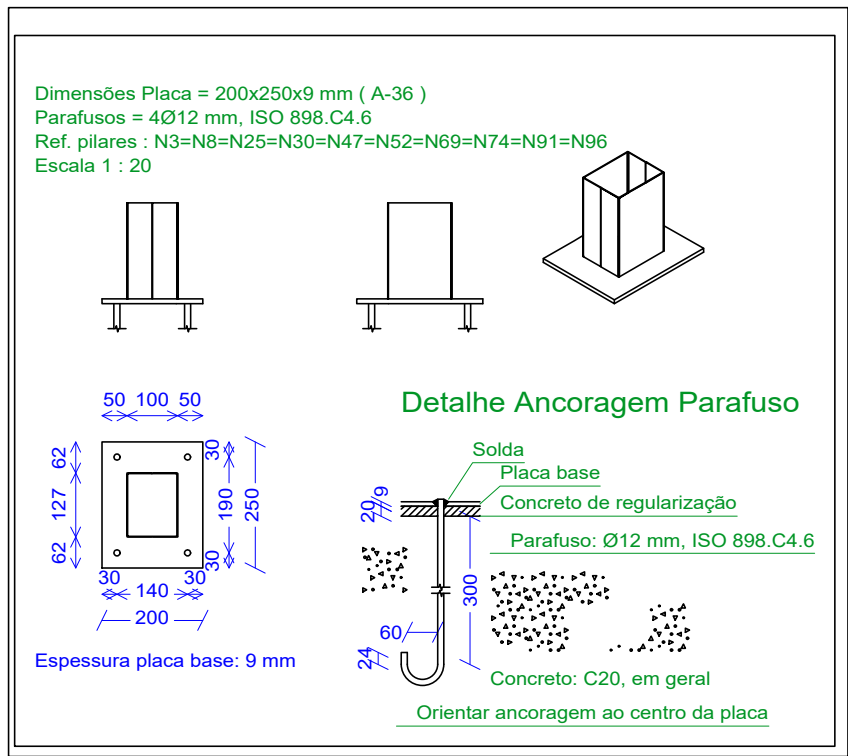 Dimensões Placa = 200x250x9 mm ( A-36 )
Parafusos = 4Ø12 mm, ISO 898.C4.6
Ref. pilares : N3=N8=N25=N30=N47=N52=N69=N74=N91=N96
Escala 1 : 20
50 100 50
62
127
62
30
190
30
250
30 140 30
200
Espessura placa base: 9 mm
Detalhe Ancoragem Parafuso
Solda
Placa base
Concreto de regularização
Parafuso: Ø12 mm, ISO 898.C4.6
9
20
300
60
24
Concreto: C20, em geral
Orientar ancoragem ao centro da placa